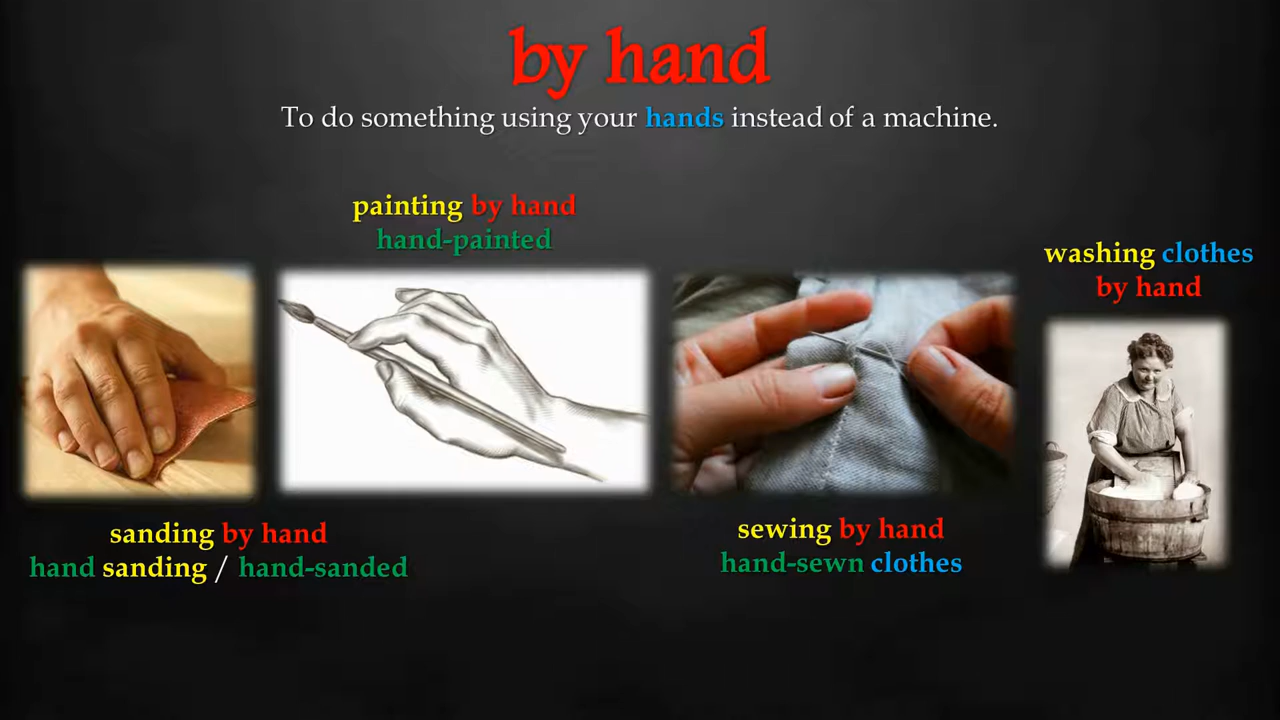 by hand
To do something using your hands instead of a machine.
painting by hand
hand-painted
washing clothes
by hand
sanding by hand
hand sanding / hand-sanded
sewing by hand
hand-sewn clothes